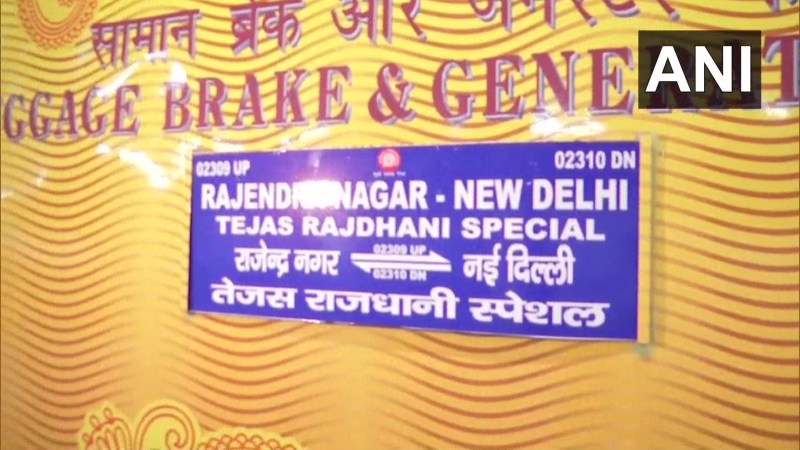 सामान ब्रेक और
ANI
GGAGE BRAKE & GENERAT
02309 UP
02310 DN
RAJENDRA NAGAR - NEW DELHI
TEJAS RAJDHANI SPECIAL
राजेन्द्र नगर 02309 UP नई दिल्ली
02310 DN
तेजस राजधानी स्पेशल